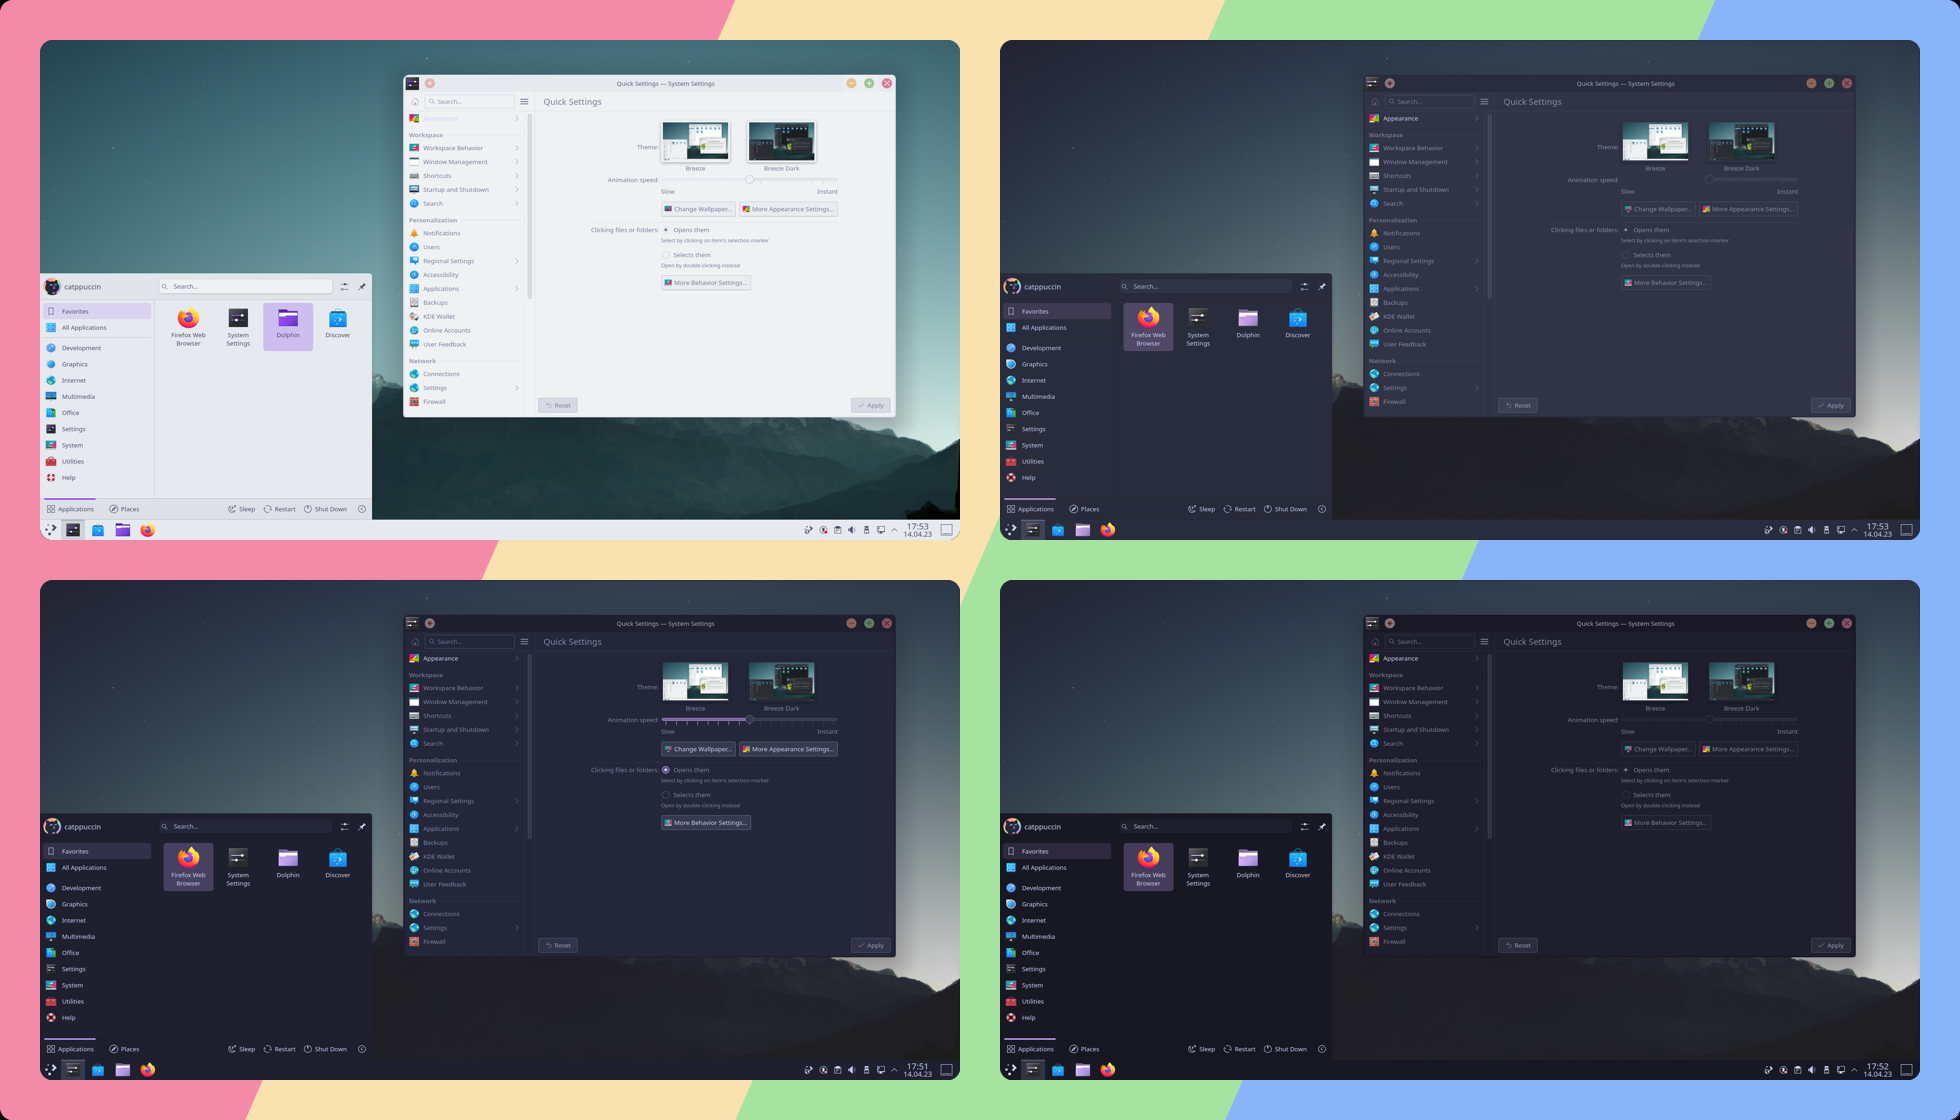 Quick Settings — System Settings
Search...
Quick Settings
Appearance
Workspace
Workspace Behavior
Window Management
Shortcuts
Startup and Shutdown
Search
Personalization
Notifications
Users
Regional Settings
Accessibility
Applications
Backups
KDE Wallet
Online Accounts
User Feedback
Network
Connections
Settings
Firewall
Theme:
Breeze
Breeze Dark
Animation speed:
Slow
Instant
Change Wallpaper...
More Appearance Settings...
Clicking files or folders:
Opens them
Select by clicking on item's selection marker
Selects them
Open by double-clicking instead
More Behavior Settings...
Reset
Apply
catppuccin
Search...
Favorites
All Applications
Development
Graphics
Internet
Multimedia
Office
Settings
System
Utilities
Help
Firefox Web
Browser
System
Settings
Dolphin
Discover
Applications
Places
Sleep
Restart
Shut Down
17:53
14.04.23
Quick Settings — System Settings
Search...
Quick Settings
Appearance
Workspace
Workspace Behavior
Window Management
Shortcuts
Startup and Shutdown
Search
Personalization
Notifications
Users
Regional Settings
Accessibility
Applications
Backups
KDE Wallet
Online Accounts
User Feedback
Network
Connections
Settings
Firewall
Theme:
Breeze
Breeze Dark
Animation speed:
Slow
Instant
Change Wallpaper...
More Appearance Settings...
Clicking files or folders:
Opens them
Select by clicking on item's selection marker
Selects them
Open by double-clicking instead
More Behavior Settings...
Reset
Apply
catppuccin
Search...
Favorites
All Applications
Development
Graphics
Internet
Multimedia
Office
Settings
System
Utilities
Help
Firefox Web
Browser
System
Settings
Dolphin
Discover
Applications
Places
Sleep
Restart
Shut Down
17:53
14.04.23
Quick Settings — System Settings
Search...
Quick Settings
Appearance
Workspace
Workspace Behavior
Window Management
Shortcuts
Startup and Shutdown
Search
Personalization
Notifications
Users
Regional Settings
Accessibility
Applications
Backups
KDE Wallet
Online Accounts
User Feedback
Network
Connections
Settings
Firewall
Theme:
Breeze
Breeze Dark
Animation speed:
Slow
Instant
Change Wallpaper...
More Appearance Settings...
Clicking files or folders:
Opens them
Select by clicking on item's selection marker
Selects them
Open by double-clicking instead
More Behavior Settings...
Reset
Apply
catppuccin
Search...
Favorites
All Applications
Development
Graphics
Internet
Multimedia
Office
Settings
System
Utilities
Help
Firefox Web
Browser
System
Settings
Dolphin
Discover
Applications
Places
Sleep
Restart
Shut Down
17:51
14.04.23
Quick Settings — System Settings
Search...
Quick Settings
Appearance
Workspace
Workspace Behavior
Window Management
Shortcuts
Startup and Shutdown
Search
Personalization
Notifications
Users
Regional Settings
Accessibility
Applications
Backups
KDE Wallet
Online Accounts
User Feedback
Network
Connections
Settings
Firewall
Theme:
Breeze
Breeze Dark
Animation speed:
Slow
Instant
Change Wallpaper...
More Appearance Settings...
Clicking files or folders:
Opens them
Select by clicking on item's selection marker
Selects them
Open by double-clicking instead
More Behavior Settings...
Reset
Apply
catppuccin
Search...
Favorites
All Applications
Development
Graphics
Internet
Multimedia
Office
Settings
System
Utilities
Help
Firefox Web
Browser
System
Settings
Dolphin
Discover
Applications
Places
Sleep
Restart
Shut Down
17:52
14.04.23